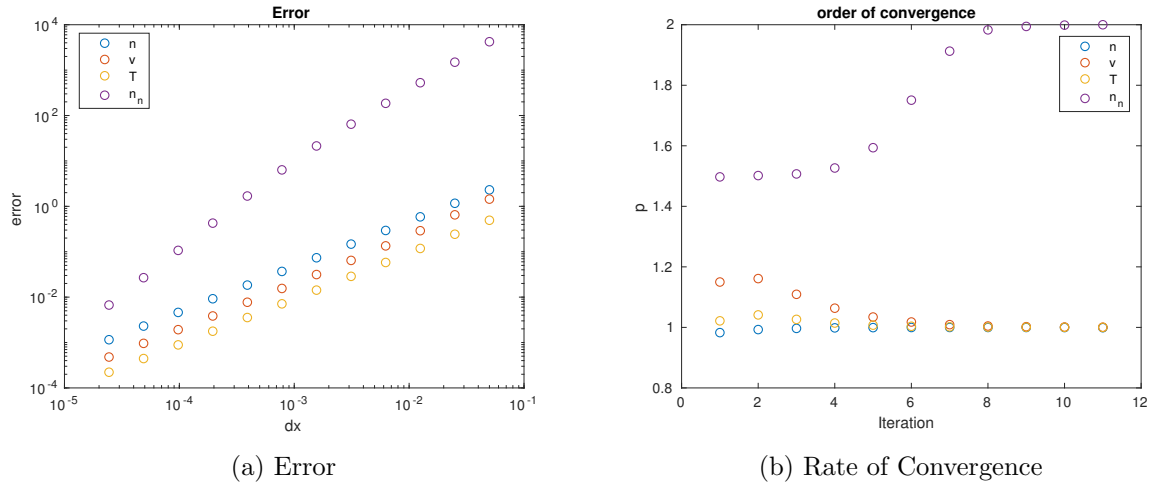 Error
10^4
10^2
10^0
10^-2
10^-4
error
n
v
T
n_n
10^-5
10^-4
10^-3
10^-2
10^-1
dx
(a) Error
order of convergence
2
1.8
1.6
1.4
1.2
1
0.8
p
n
v
T
n_n
0
2
4
6
8
10
12
Iteration
(b) Rate of Convergence